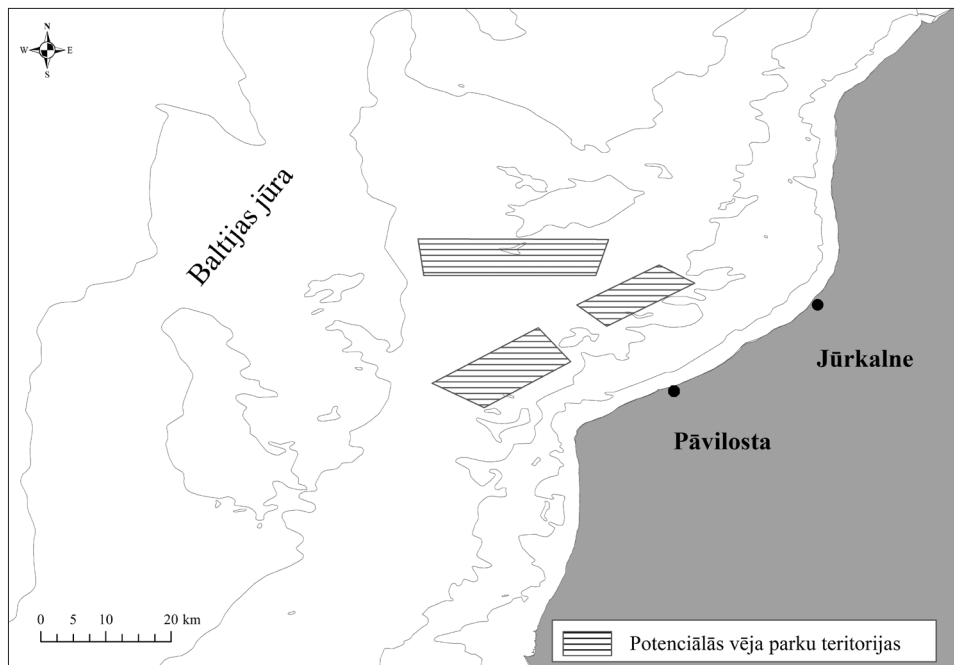 N
W E
S
Baltijas jūra
Jūrkalne
Pāvilosta
0 5 10 20 km
Potenciālās vēja parku teritorijas